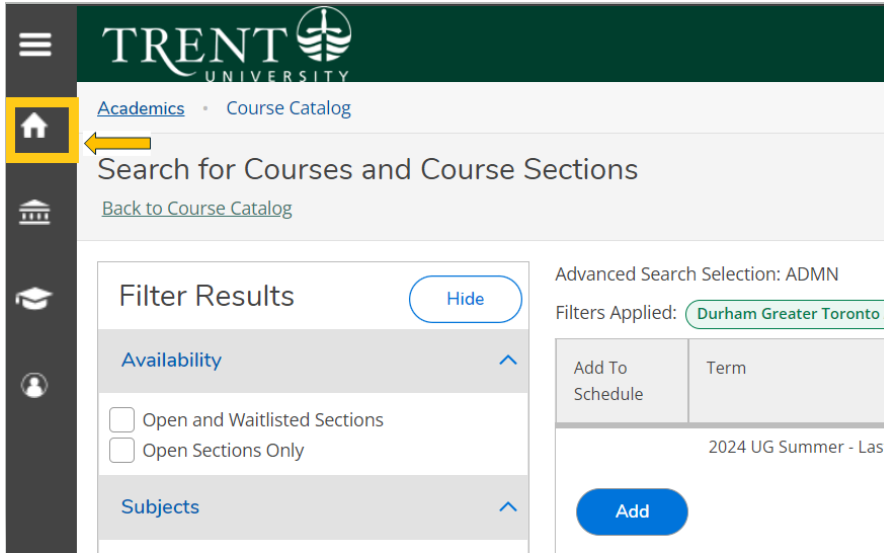 TRENT
UNIVERSITY
Academics • Course Catalog
Search for Courses and Course Sections
Back to Course Catalog
Filter Results
Hide
Availability
Open and Waitlisted Sections
Open Sections Only
Subjects
Advanced Search Selection: ADMN
Filters Applied: Durham Greater Toronto
Add To
Schedule
Term
2024 UG Summer - Las
Add